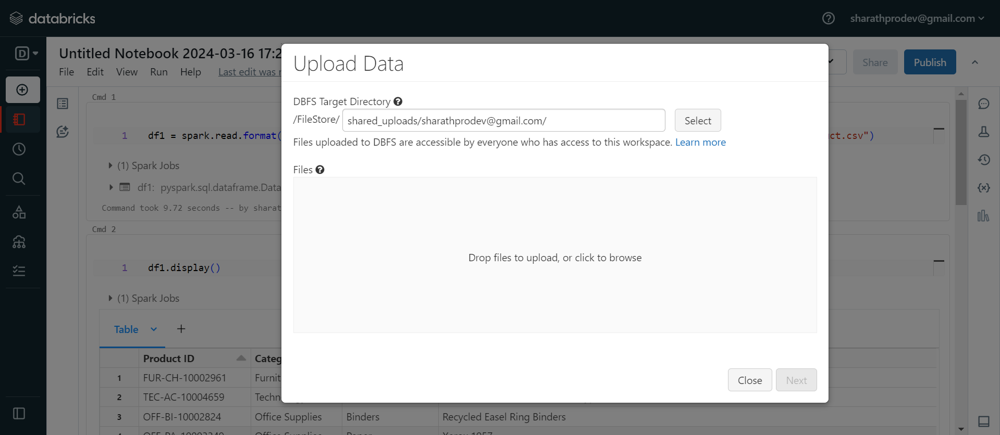 databricks
sharathprodev@gmail.com
D
Untitled Notebook 2024-03-16 17:2
File Edit View Run Help Last edit was
Share
Publish
Upload Data
DBFS Target Directory
/FileStore/ shared_uploads/sharathprodev@gmail.com/
Select
Files uploaded to DBFS are accessible by everyone who has access to this workspace. Learn more
Files
Drop files to upload, or click to browse
Close
Next
Cmd 1
1 df1 = spark.read.format( ct.csv")
(1) Spark Jobs
df1: pyspark.sql.dataframe.Data
Command took 9.72 seconds -- by sharat
Cmd 2
1 df1.display()
(1) Spark Jobs
Table
Product ID Categ
1 FUR-CH-10002961 Furnit
2 TEC-AC-10004659 Techn
3 OFF-BI-10002824 Office Supplies Binders Recycled Easel Ring Binders